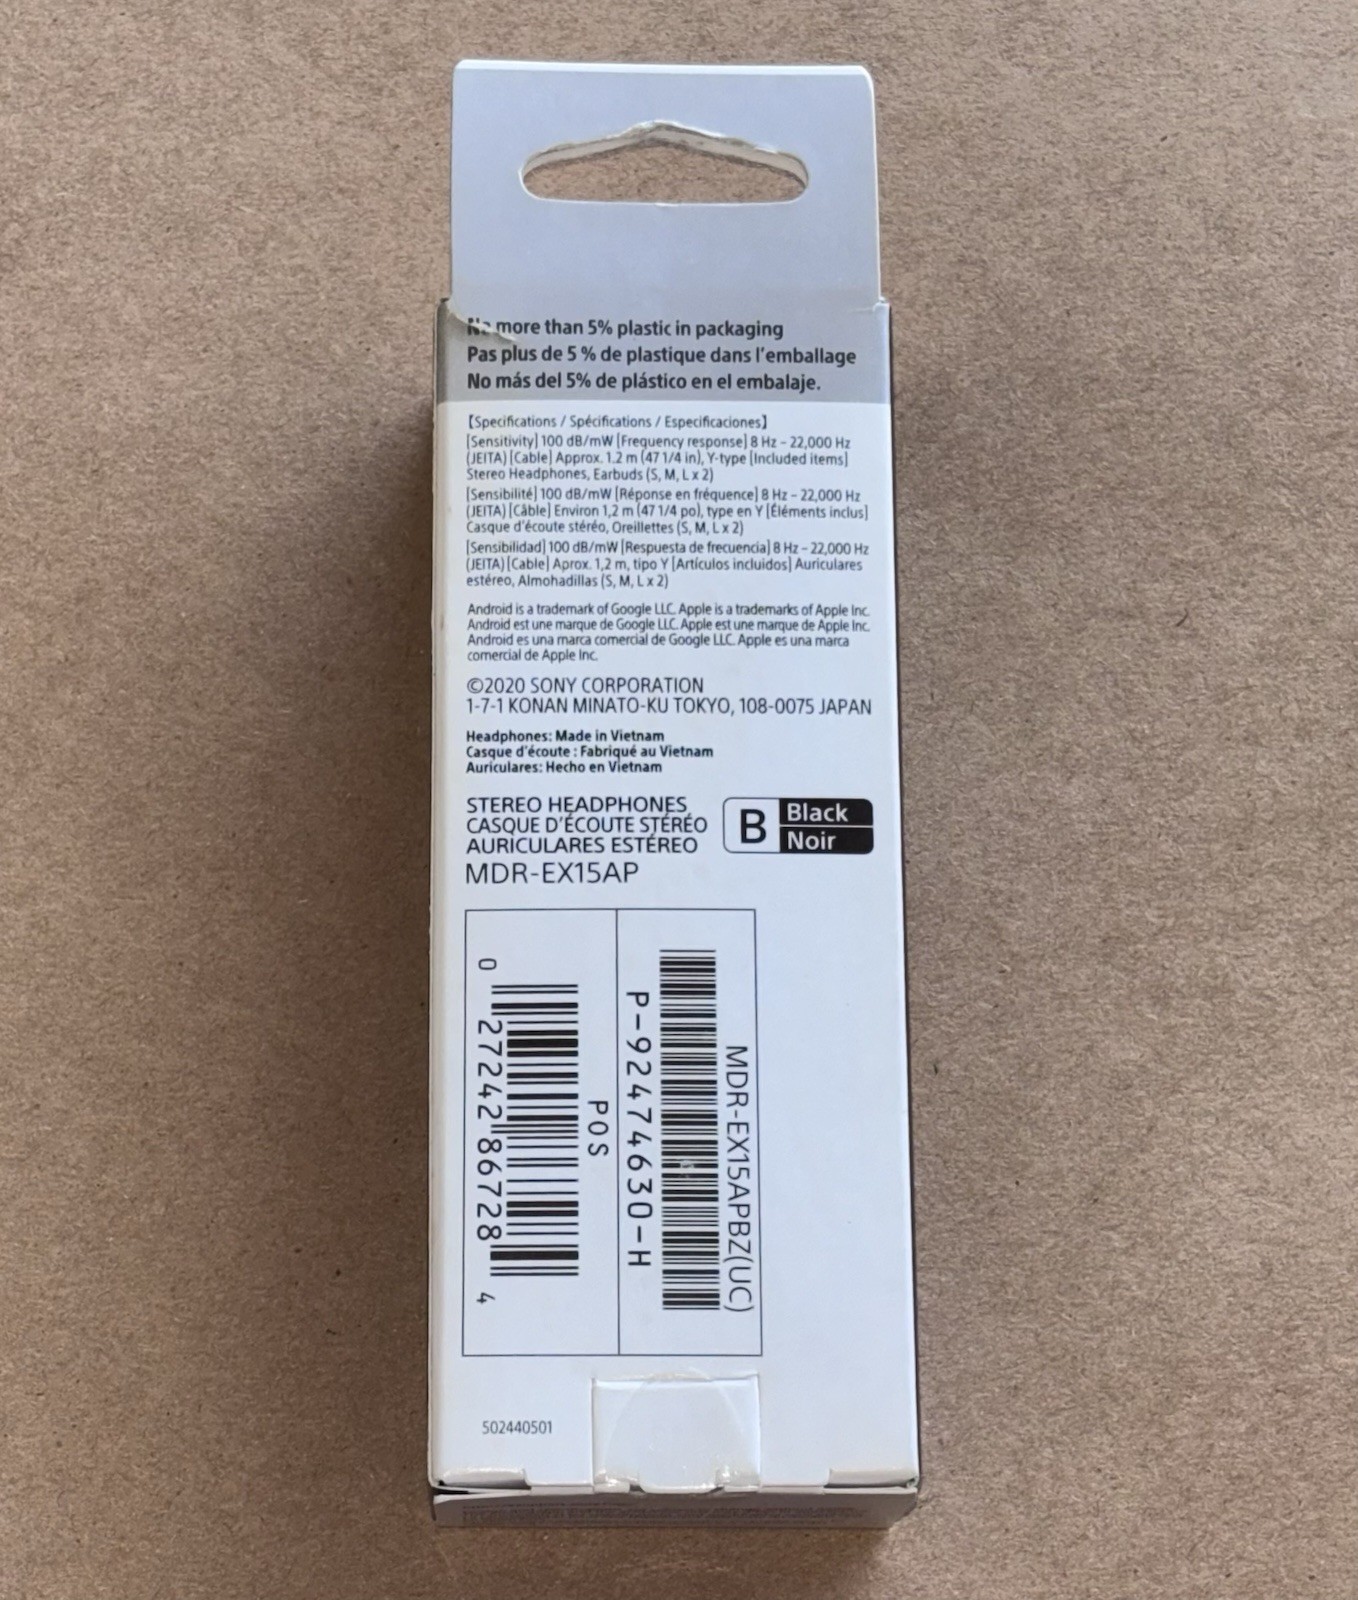 No more than 5% plastic in packaging
Pas plus de 5 % de plastique dans l'emballage
No más del 5% de plástico en el embalaje.
【Specifications / Spécifications / Especificaciones】
[Sensitivity] 100 dB/mW [Frequency response] 8 Hz – 22,000 Hz
(JEITA) [Cable] Approx. 1.2 m (47 1/4 in), Y-type [Included items]
Stereo Headphones, Earbuds (S, M, L x 2)
[Sensibilité] 100 dB/mW [Réponse en fréquence] 8 Hz – 22,000 Hz
(JEITA) [Câble] Environ 1,2 m (47 1/4 po), type en Y [Éléments inclus]
Casque d'écoute stéréo, Oreillettes (S, M, L x 2)
[Sensibilidad] 100 dB/mW [Respuesta de frecuencia] 8 Hz – 22,000 Hz
(JEITA) [Cable] Aprox. 1,2 m, tipo Y [Artículos incluidos] Auriculares
estéreo, Almohadillas (S, M, L x 2)
Android is a trademark of Google LLC. Apple is a trademarks of Apple Inc.
Android est une marque de Google LLC. Apple est une marque de Apple Inc.
Android es una marca comercial de Google LLC. Apple es una marca
comercial de Apple Inc.
©2020 SONY CORPORATION
1-7-1 KONAN MINATO-KU TOKYO, 108-0075 JAPAN
Headphones: Made in Vietnam
Casque d'écoute : Fabriqué au Vietnam
Auriculares: Hecho en Vietnam
STEREO HEADPHONES
CASQUE D'ÉCOUTE STÉRÉO
AURICULARES ESTÉREO
MDR-EX15AP
B Black
Noir
MDR-EX15APBZ(UC)
P-92474630-H
POS
0 27242 86728 4
502440501